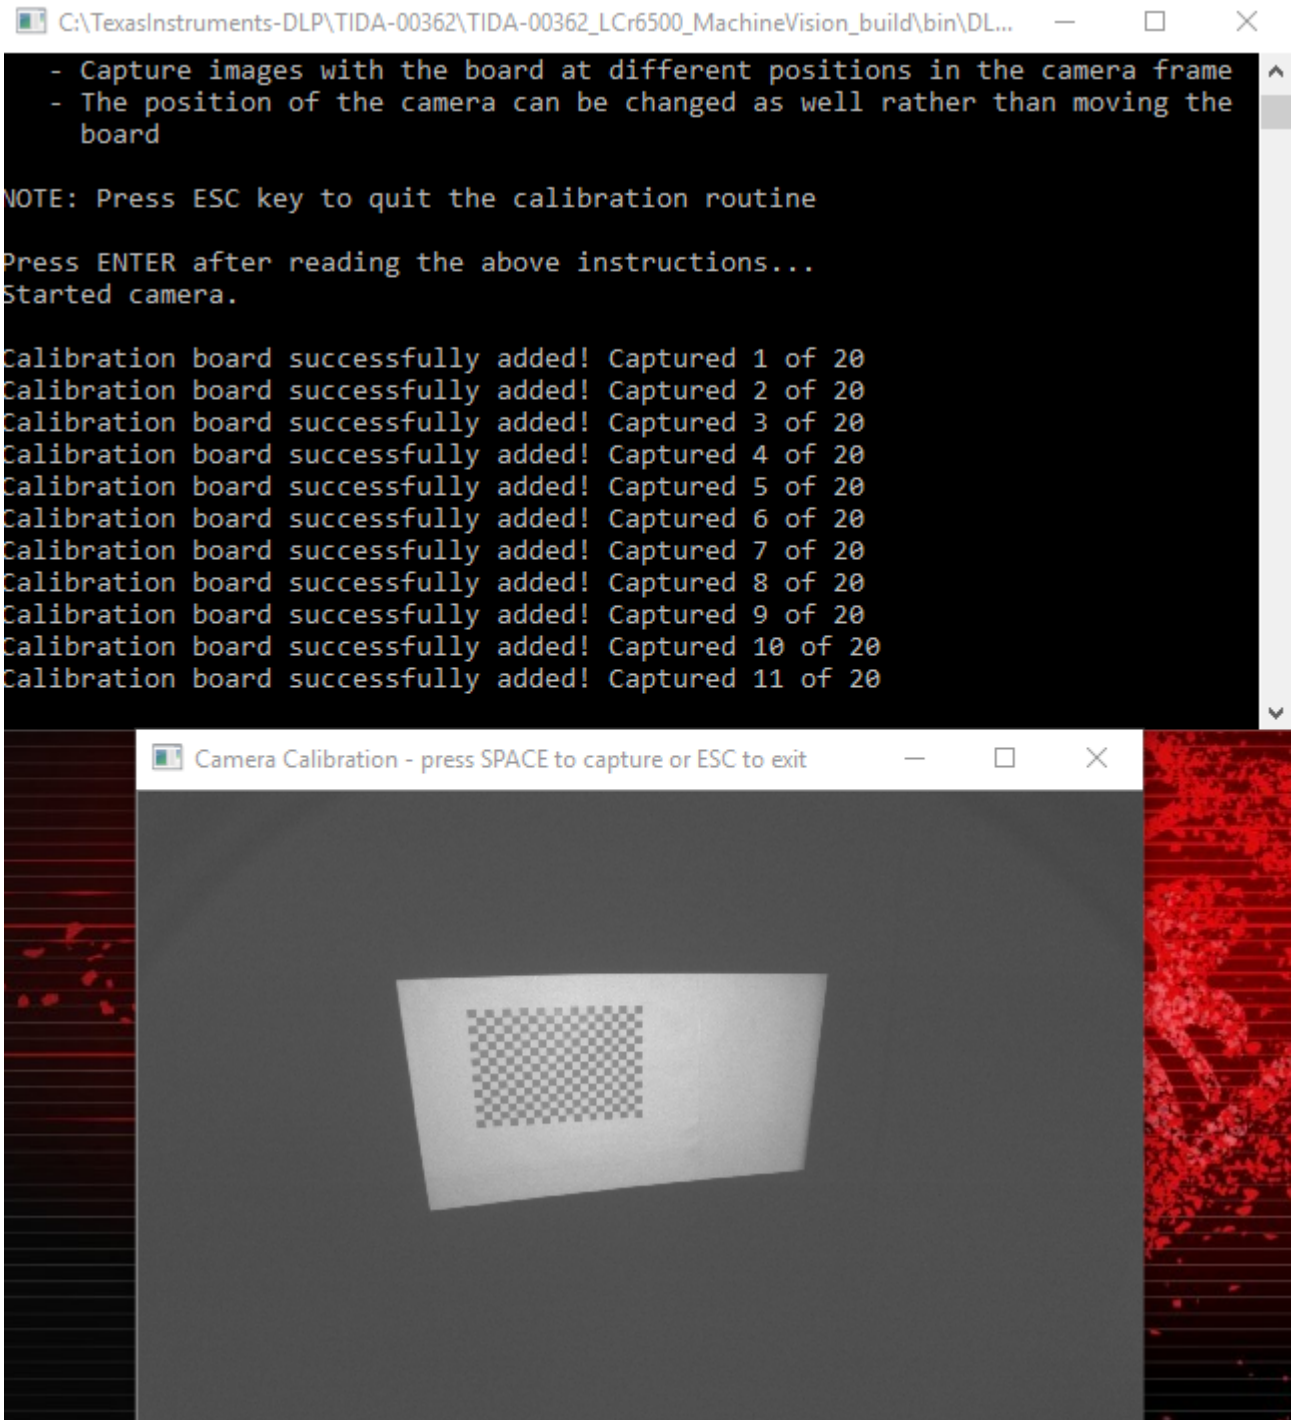 C:\TexasInstruments-DLP\TIDA-00362\TIDA-00362_LCr6500_MachineVision_build\bin\DL...
- Capture images with the board at different positions in the camera frame
- The position of the camera can be changed as well rather than moving the
board
NOTE: Press ESC key to quit the calibration routine
Press ENTER after reading the above instructions...
Started camera.
Calibration board successfully added! Captured 1 of 20
Calibration board successfully added! Captured 2 of 20
Calibration board successfully added! Captured 3 of 20
Calibration board successfully added! Captured 4 of 20
Calibration board successfully added! Captured 5 of 20
Calibration board successfully added! Captured 6 of 20
Calibration board successfully added! Captured 7 of 20
Calibration board successfully added! Captured 8 of 20
Calibration board successfully added! Captured 9 of 20
Calibration board successfully added! Captured 10 of 20
Calibration board successfully added! Captured 11 of 20
Camera Calibration - press SPACE to capture or ESC to exit